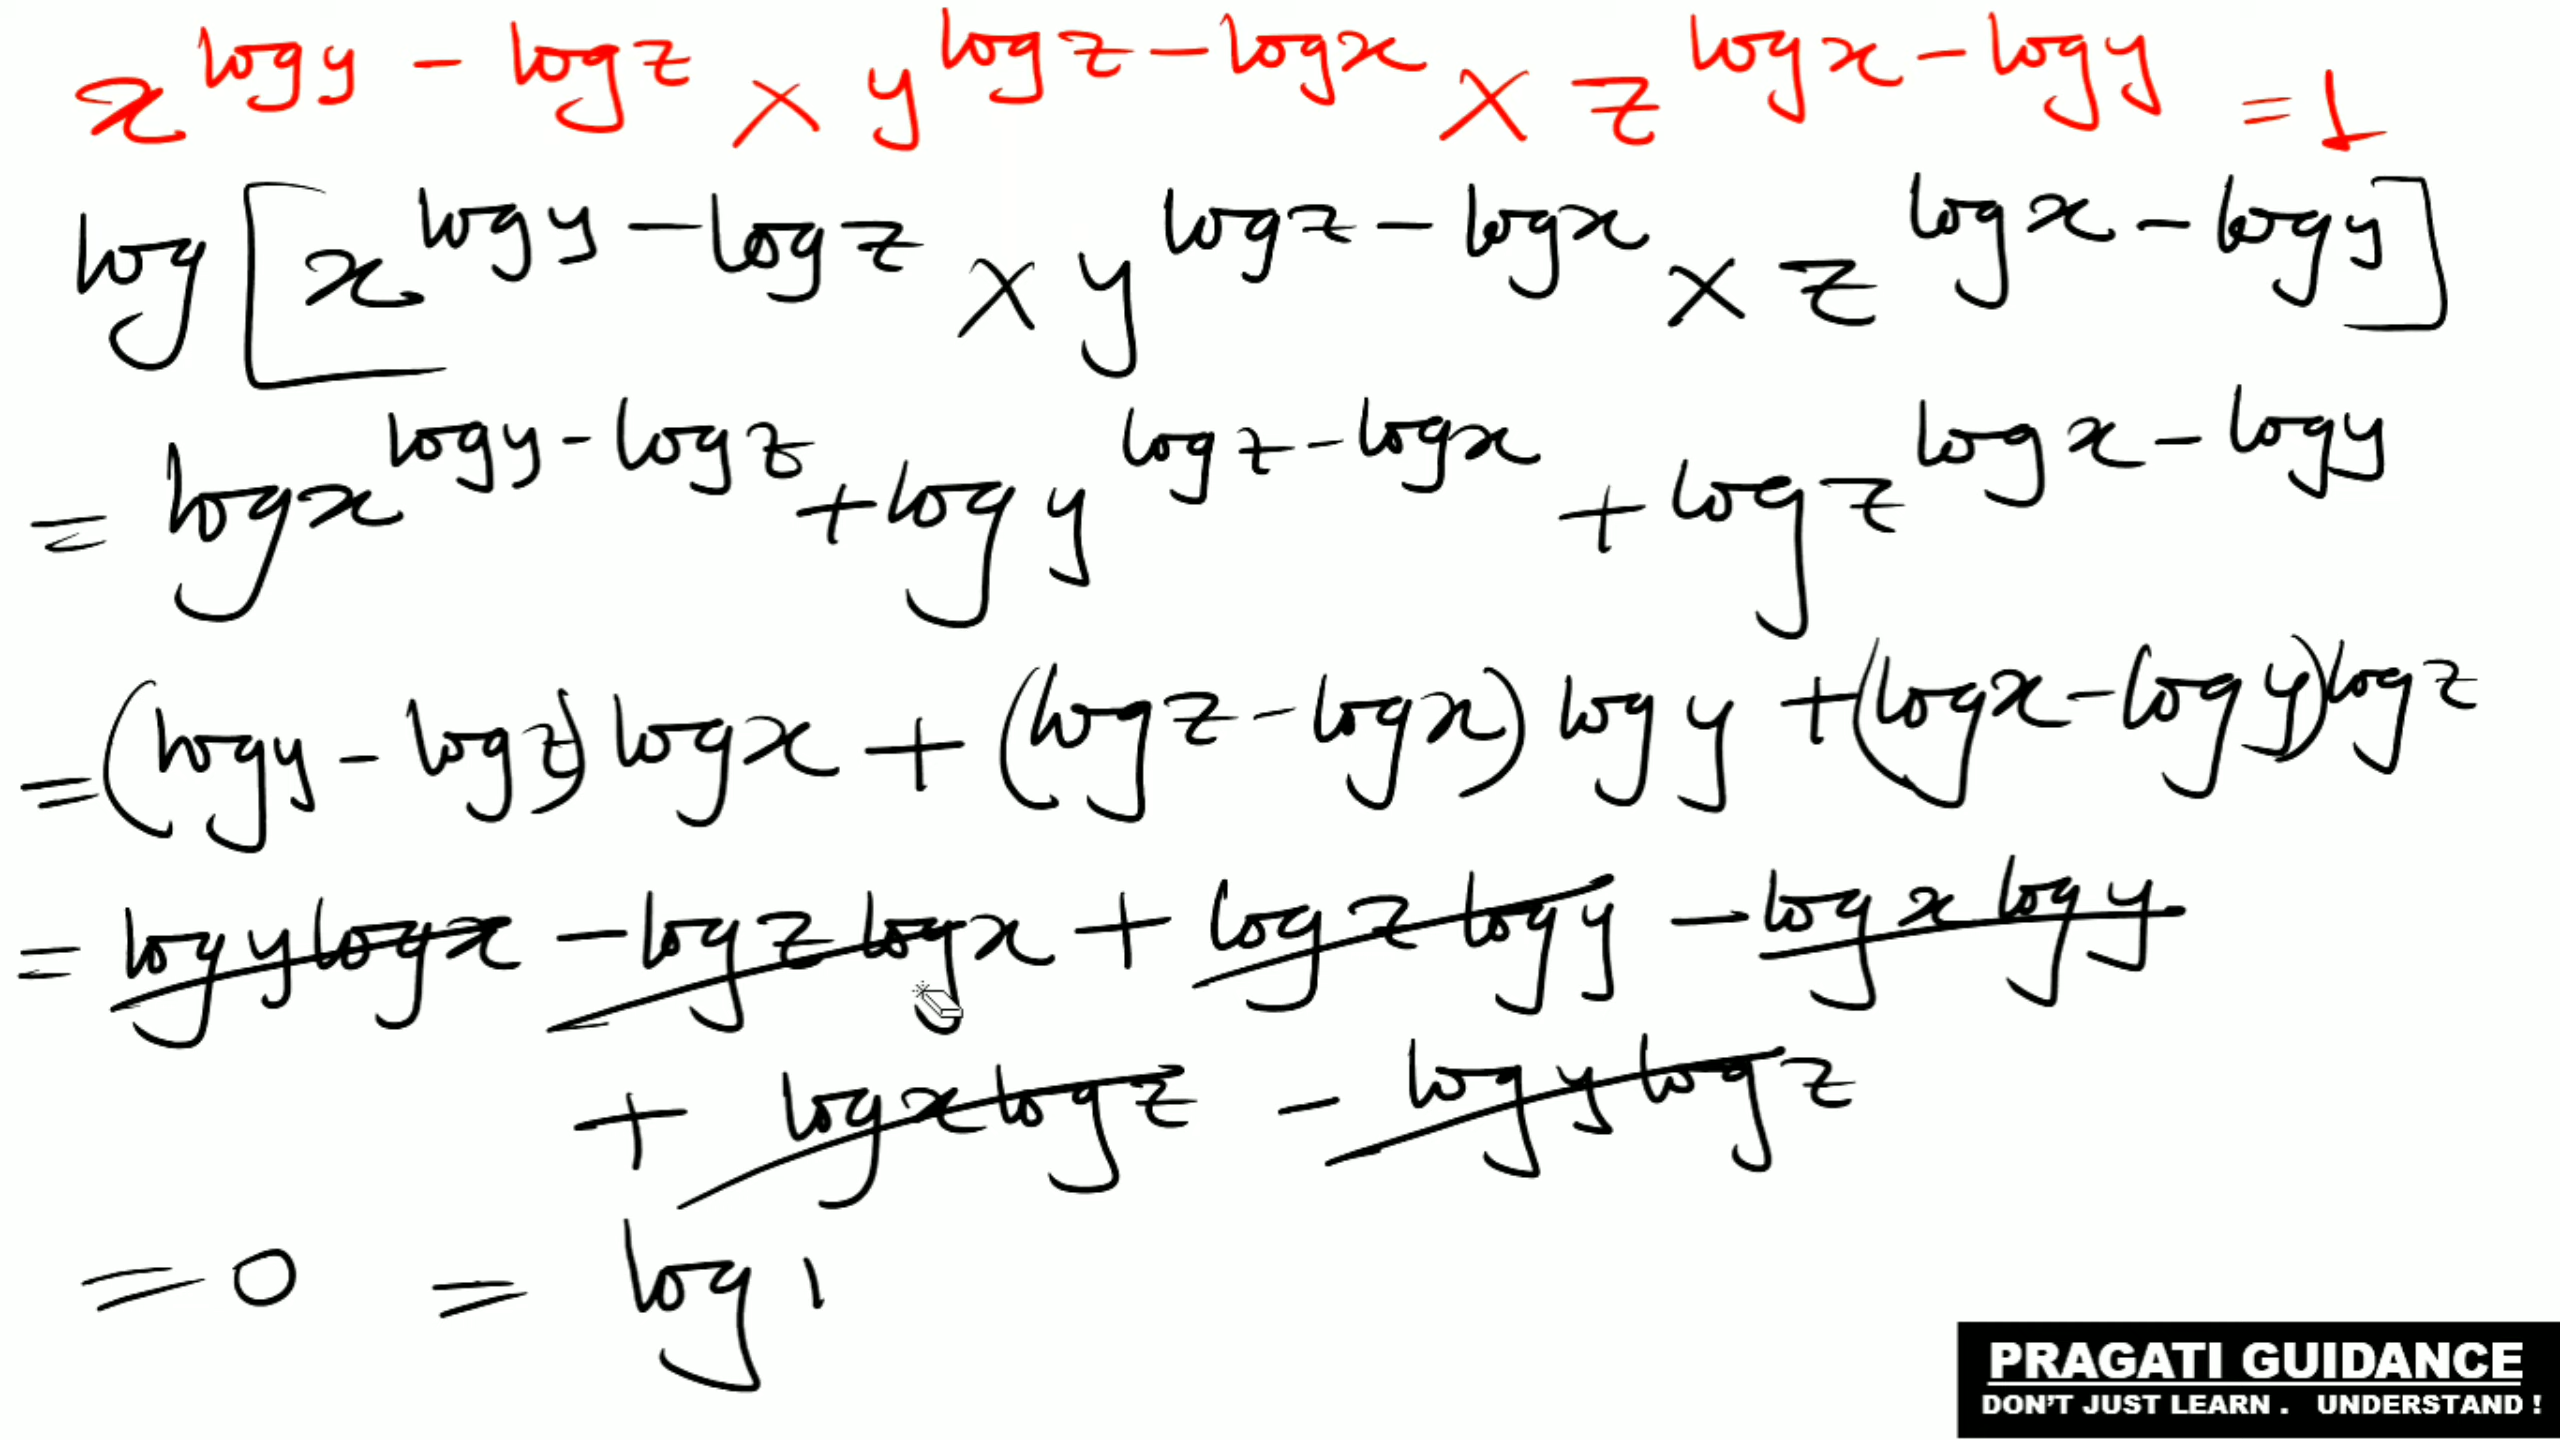 x^(log y - log z) × y^(log z - log x) × z^(log x - log y) = 1
log [x^(log y - log z) × y^(log z - log x) × z^(log x - log y)]
= log x^(log y - log z) + log y^(log z - log x) + log z^(log x - log y)
= (log y - log z) log x + (log z - log x) log y + (log x - log y) log z
= log y log x - log z log x + log z log y - log x log y
+ log x log z - log y log z
= 0 = log 1
PRAGATI GUIDANCE
DON'T JUST LEARN. UNDERSTAND!